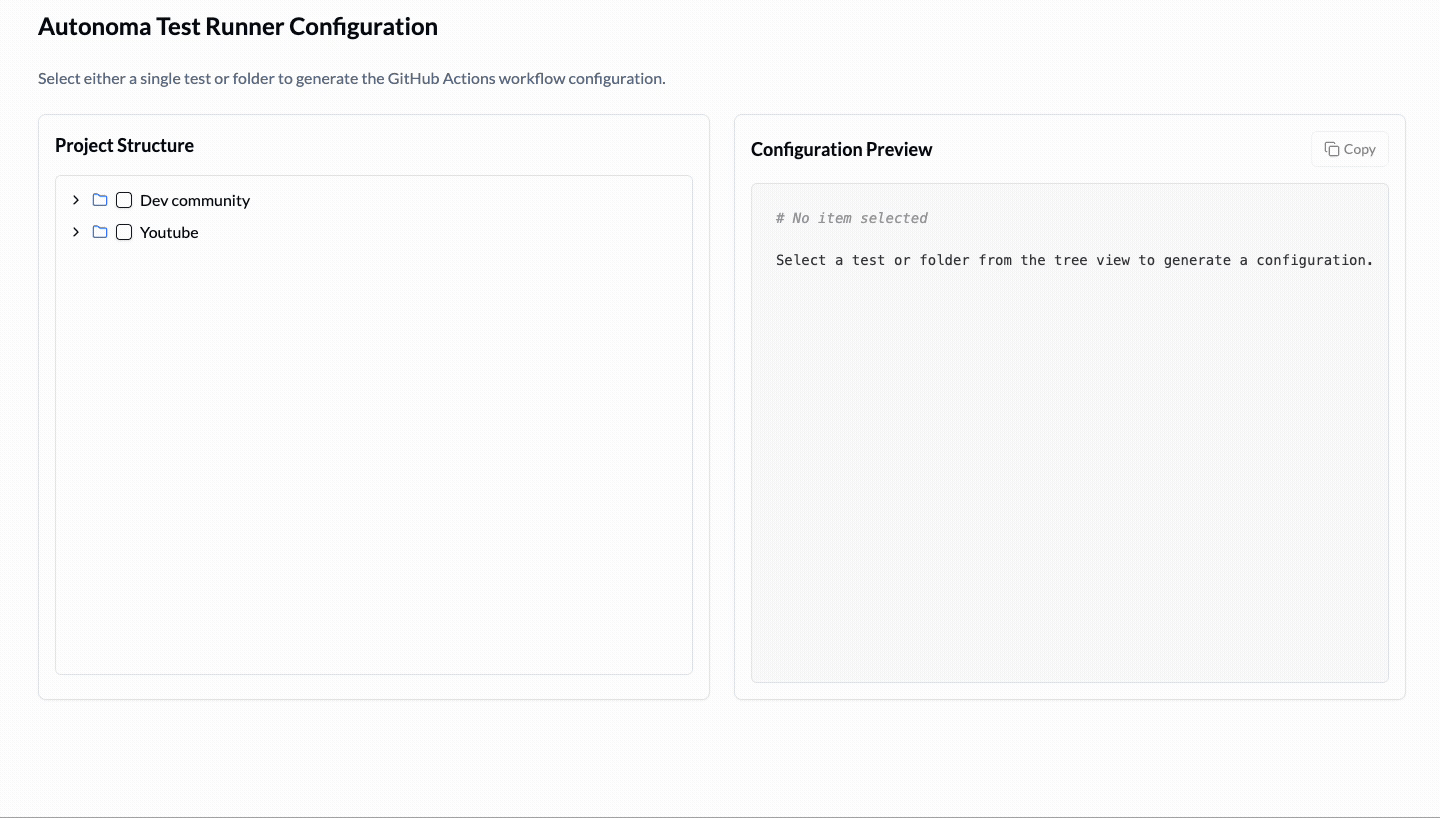 Autonoma Test Runner Configuration
Select either a single test or folder to generate the GitHub Actions workflow configuration.
Project Structure
Dev community
Youtube
Configuration Preview
Copy
# No item selected
Select a test or folder from the tree view to generate a configuration.